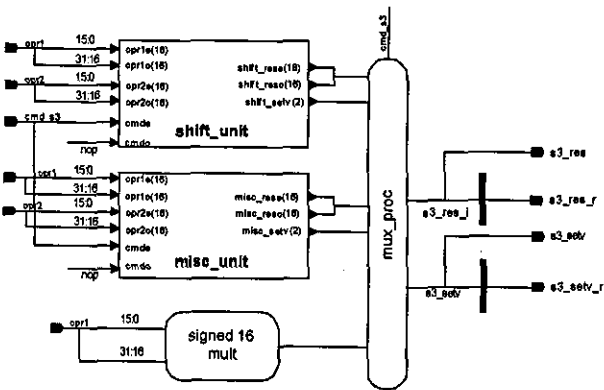 cmd_s3
opr1 15:0 opr1e(16)
31:16 opr1o(16)
opr2 15:0 opr2e(16)
31:16 opr2o(16)
cmd s3 cmde
nop cmdo
shift_rese(16)
shift_reso(16)
shift_setv(2)
shift_unit
opr1 15:0 opr1e(16)
31:16 opr1o(16)
opr2 15:0 opr2e(16)
31:16 opr2o(16)
cmde
nop cmdo
misc_rese(16)
misc_reso(16)
misc_setv(2)
misc_unit
opr1 15:0
31:16
signed 16
mult
mux_proc
s3_res
s3_res_i
s3_res_r
s3_setv
s3_setv
s3_setv_r